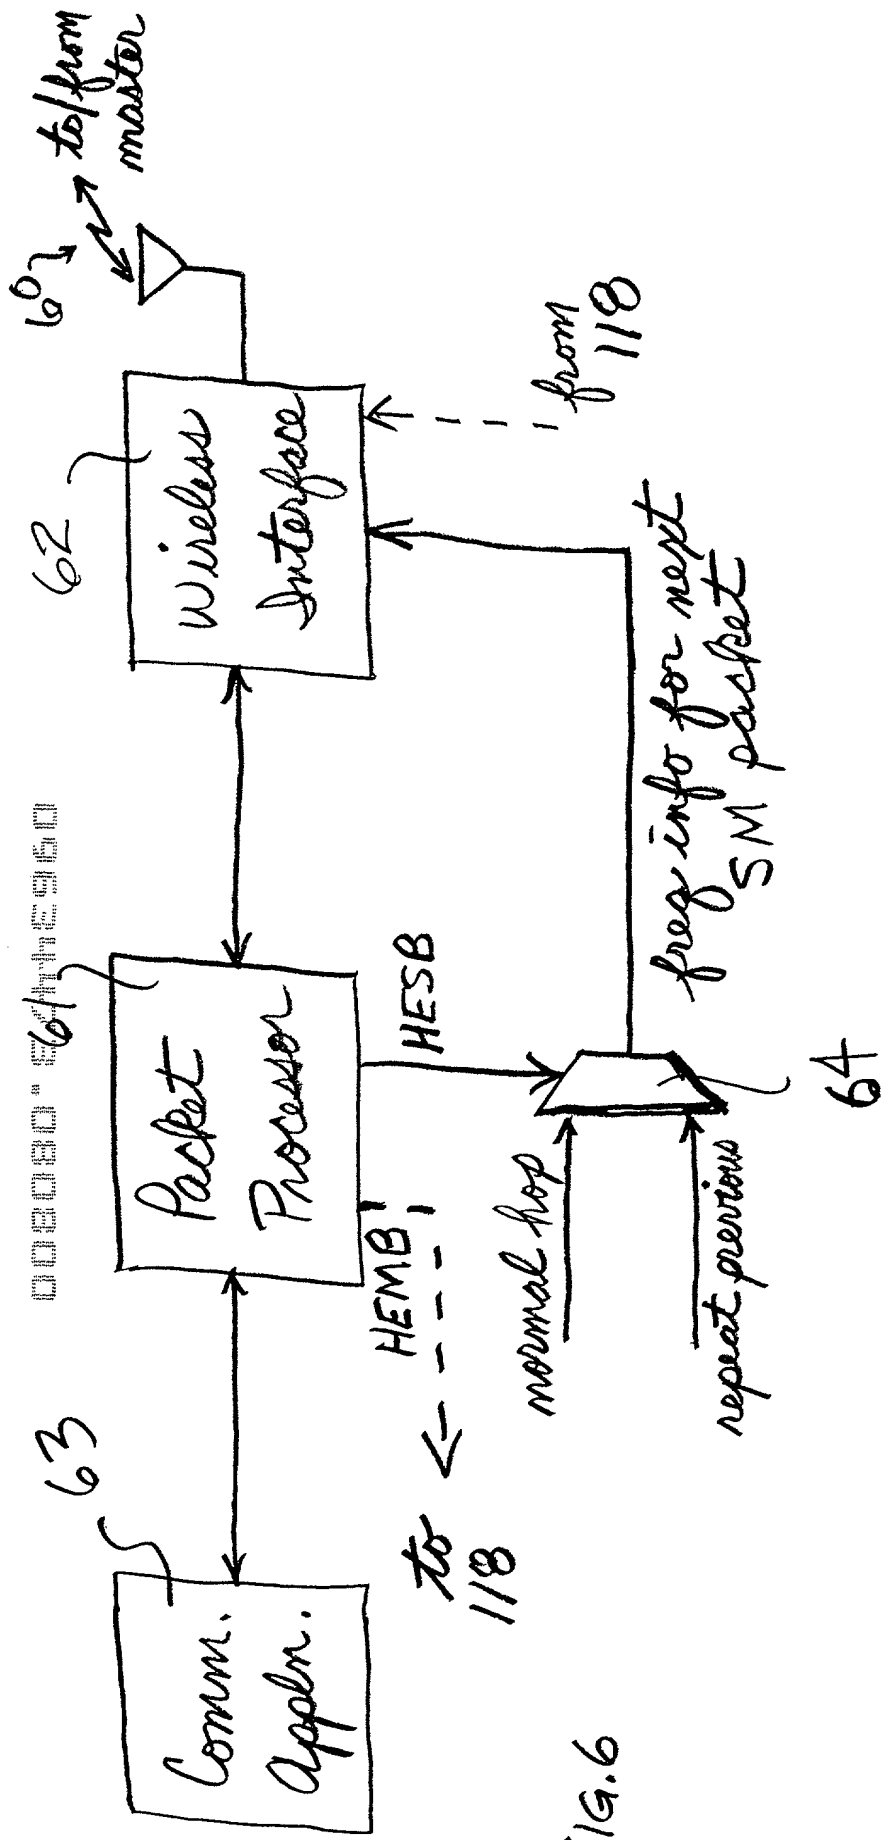 60
to/from
master
62
Wireless
Interface
from
118
61
Packet
Processor
HESB
HEMB
freq info for next
SM packet
63
Comm.
Appln.
to
118
normal hop
repeat previous
64
FIG.6